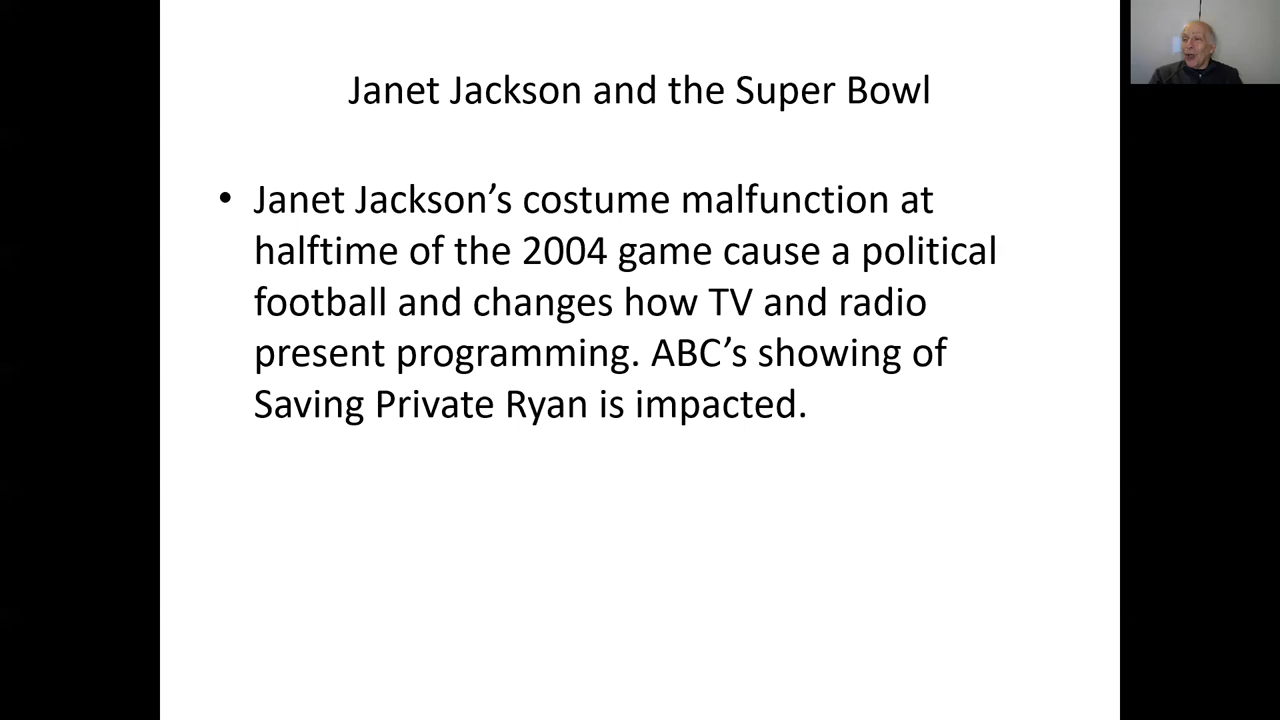 Janet Jackson and the Super Bowl
• Janet Jackson’s costume malfunction at
halftime of the 2004 game cause a political
football and changes how TV and radio
present programming. ABC’s showing of
Saving Private Ryan is impacted.